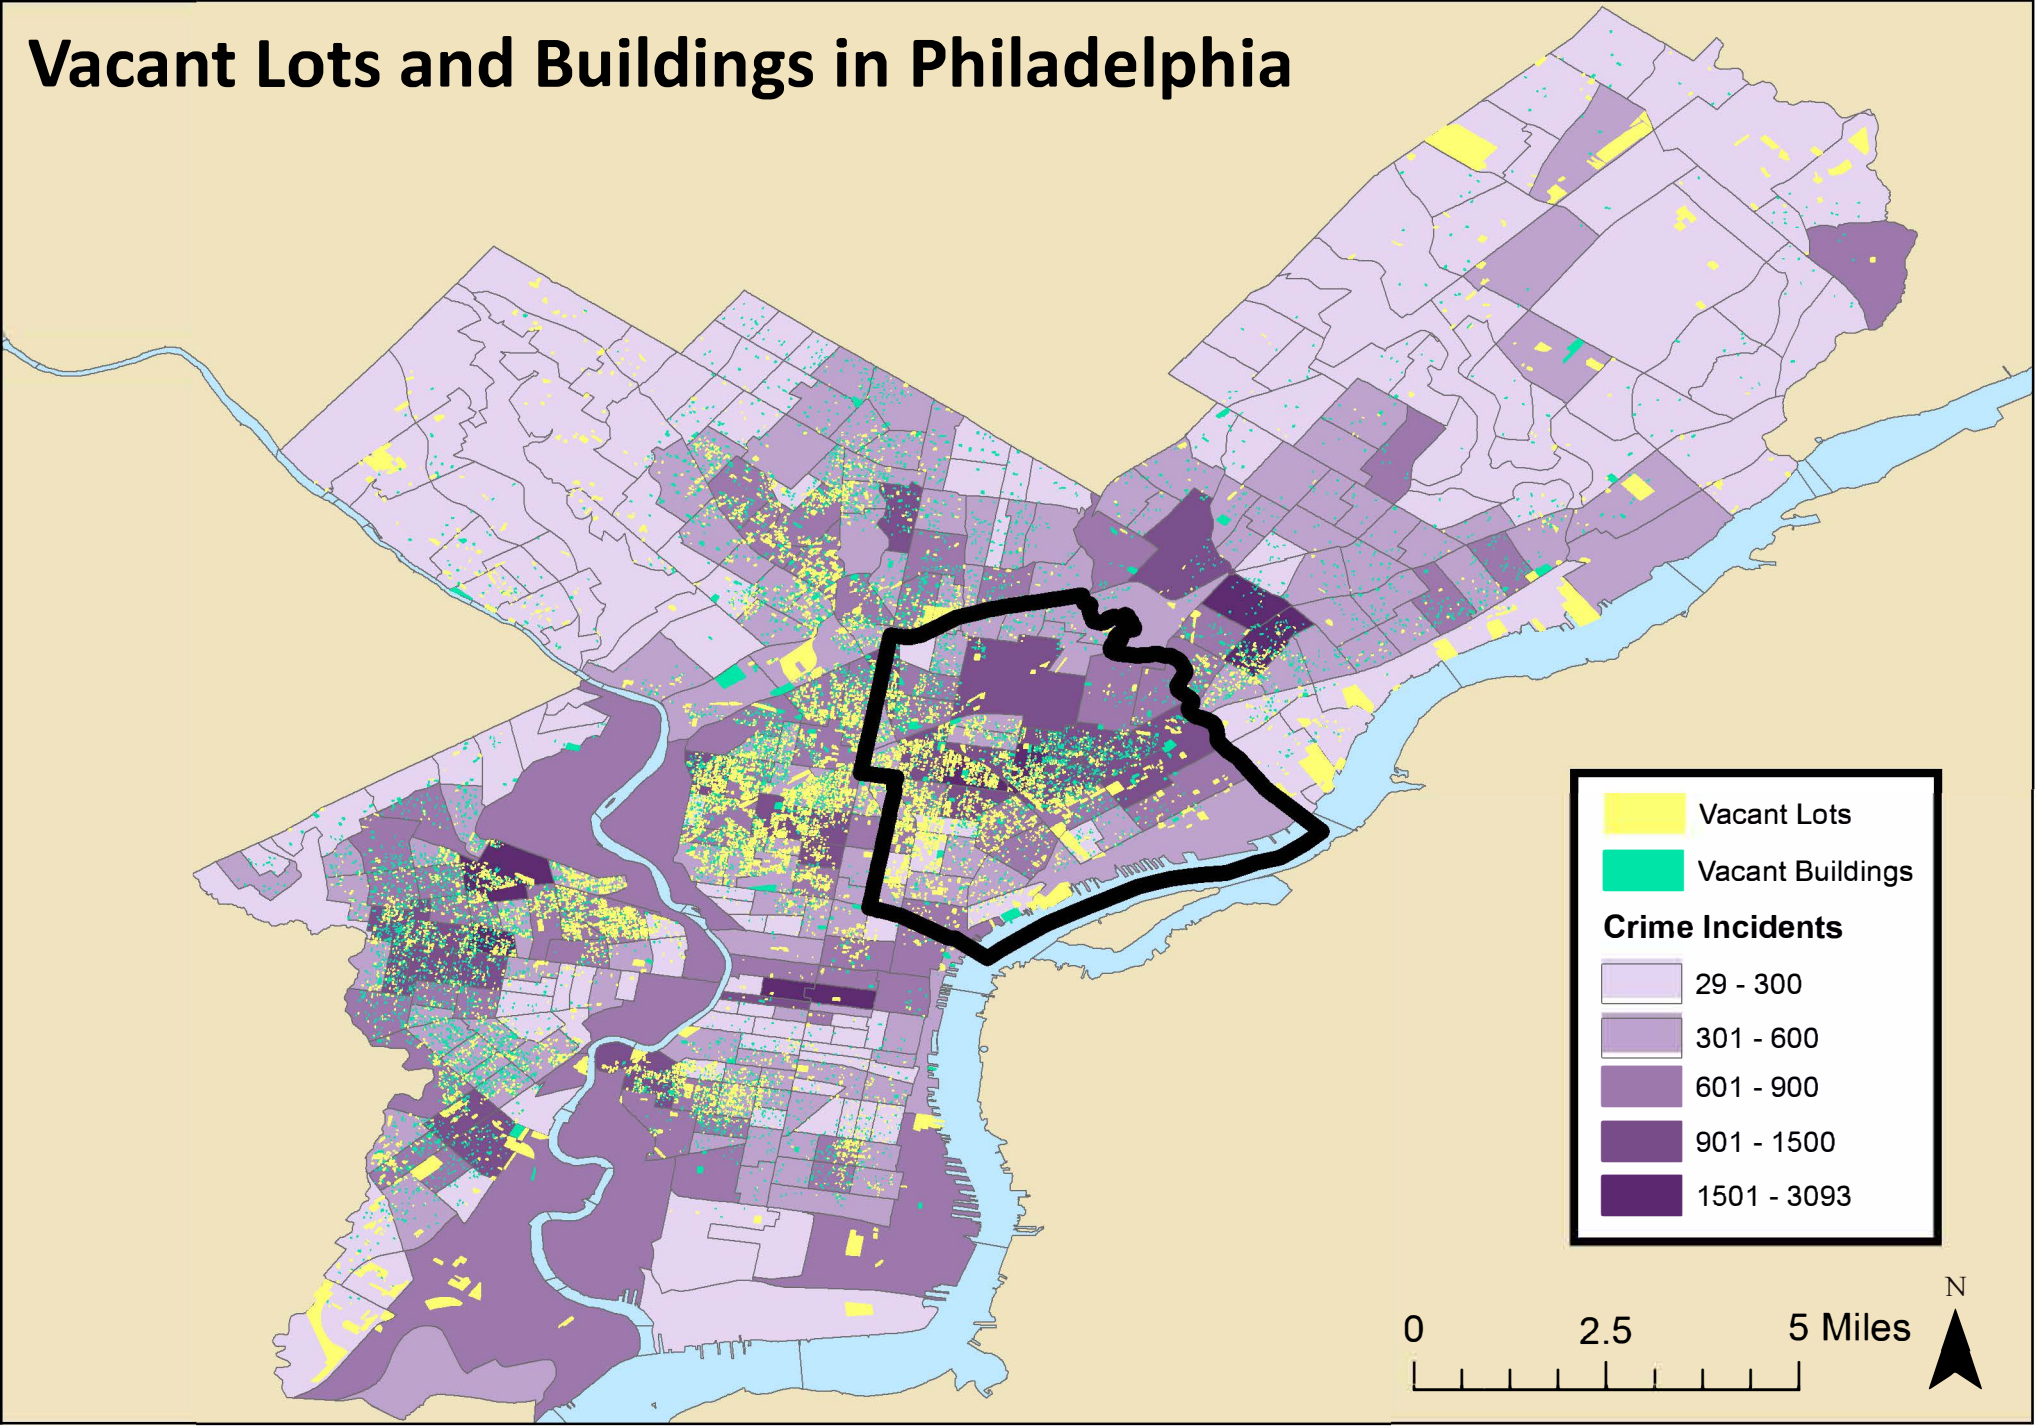 Vacant Lots and Buildings in Philadelphia
Vacant Lots
Vacant Buildings
Crime Incidents
29 - 300
301 - 600
601 - 900
901 - 1500
1501 - 3093
N
0 2.5 5 Miles